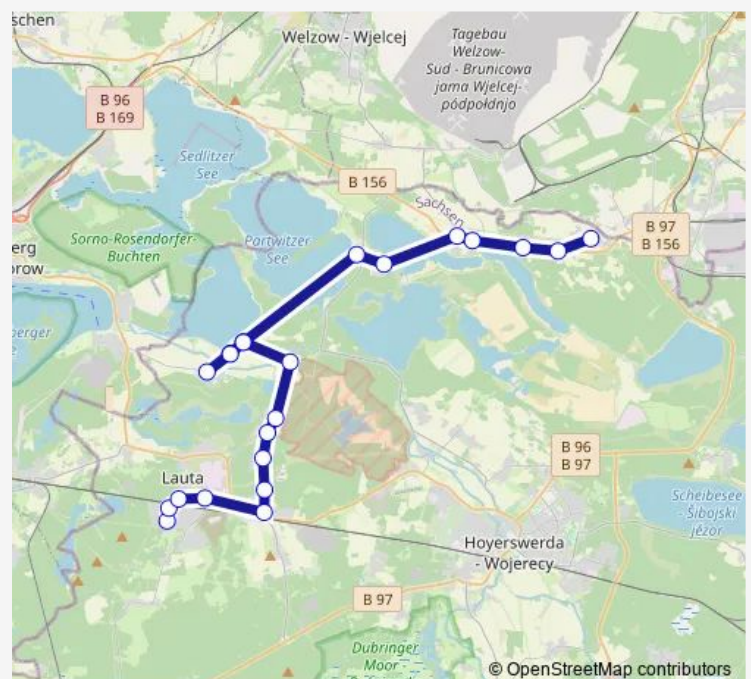 schen
Welzow - Wjelcej
Tagebau
Welzow-
Sud - Brunicowa
jama Wjelcej-
pódpołdnjo
B 96
B 169
Sedlitzer
See
B 156
Sachsen
B 97
B 156
Sorno-Rosendorfer-
Buchten
Partwitzer
See
erg
orow
berger
e
B 96
B 97
Lauta
Scheibesee
- Šibojski
jězor
Hoyerswerda
- Wojerecy
B 97
Dubringer
Moor -
© OpenStreetMap contributors